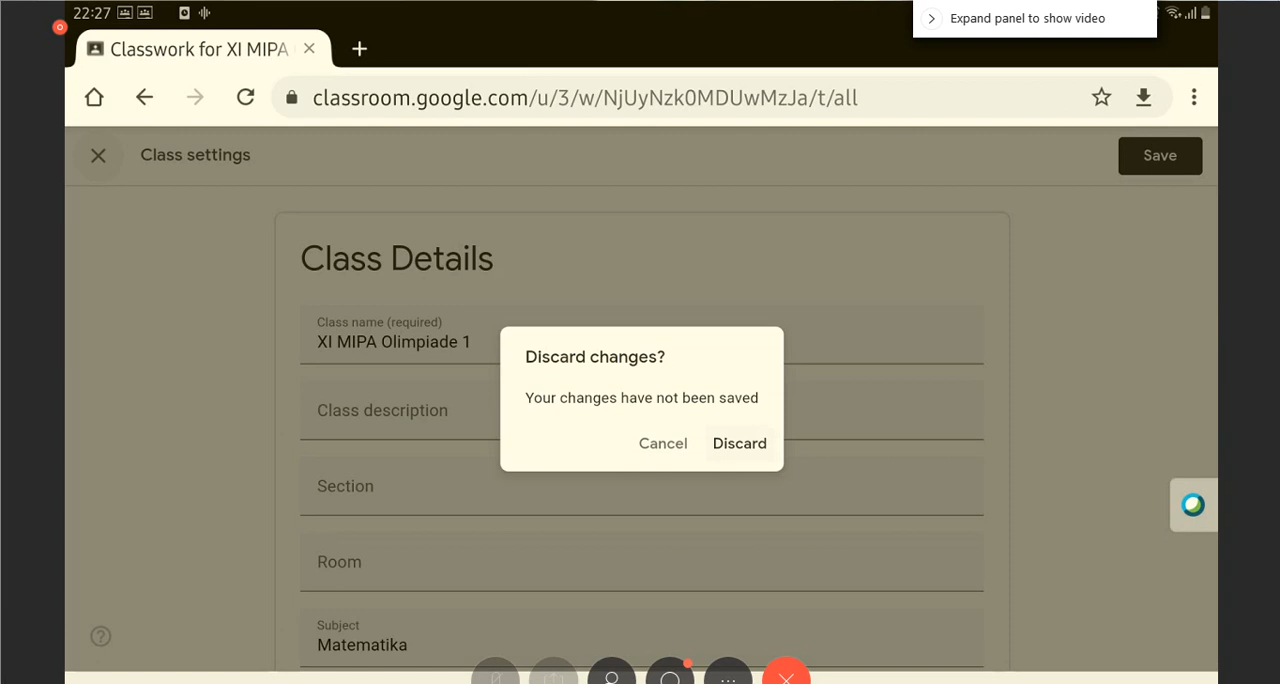 22:27
Expand panel to show video
Classwork for XI MIPA
classroom.google.com/u/3/w/NjUyNzk0MDUwMzJa/t/all
Class settings
Save
Class Details
Class name (required)
XI MIPA Olimpiade 1
Discard changes?
Your changes have not been saved
Cancel
Discard
Class description
Section
Room
Subject
Matematika